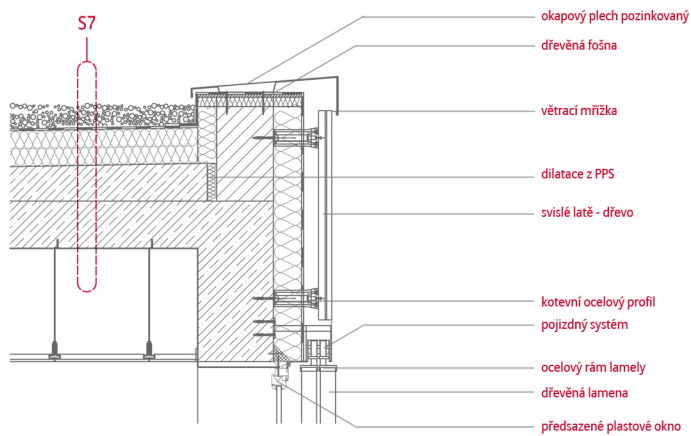 S7
okapový plech pozinkovaný
dřevěná fošna
větrací mřížka
dilatace z PPS
svislé latě - dřevo
kotevní ocelový profil
pojizdný systém
ocelový rám lamely
dřevěná lamena
předsazené plastové okno